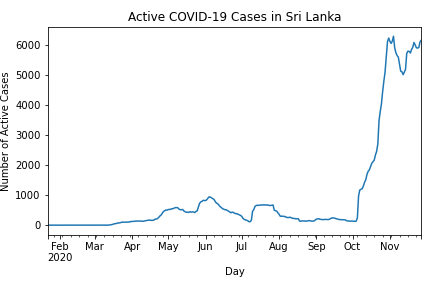 Active COVID-19 Cases in Sri Lanka
Number of Active Cases
6000
5000
4000
3000
2000
1000
0
Feb Mar Apr May Jun Jul Aug Sep Oct Nov
2020
Day